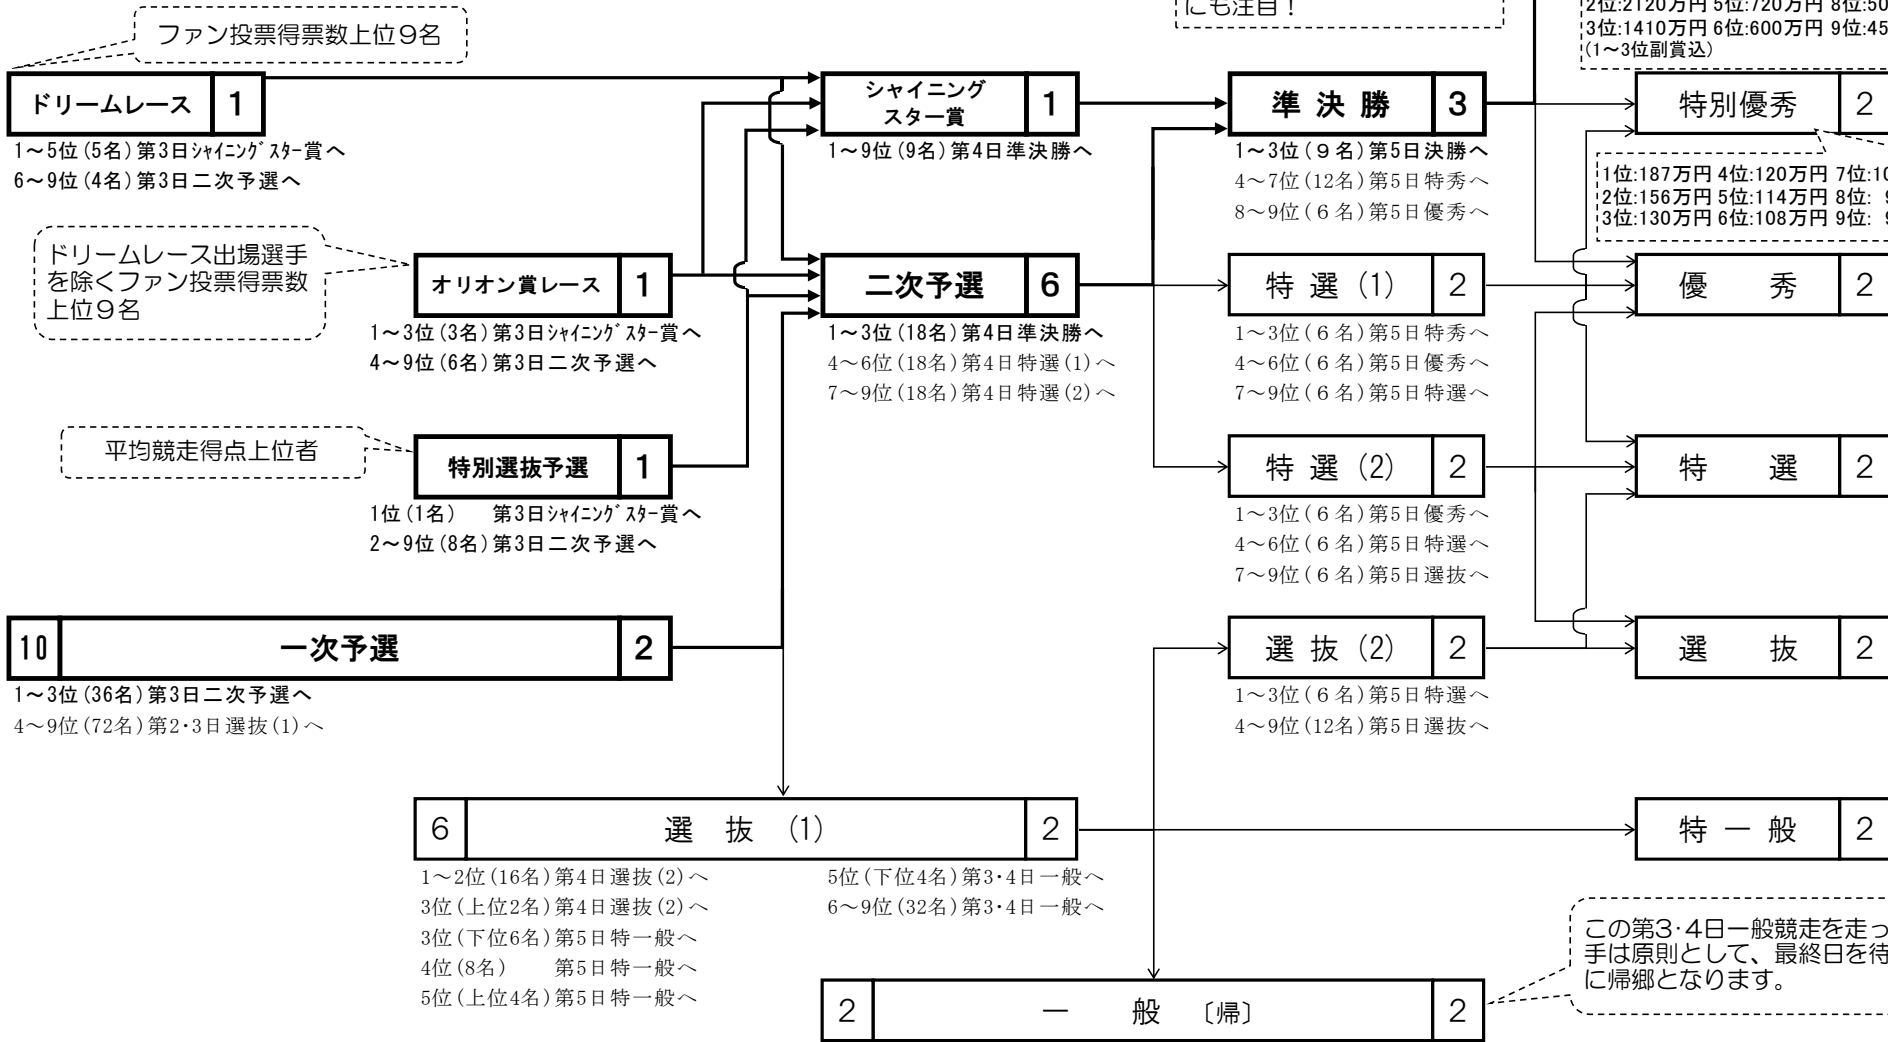 にも注目！
2位:2120万円 5位:720万円 8位:50
3位:1410万円 6位:600万円 9位:45
(1～3位副賞込)
ファン投票得票数上位９名
ドリームレース 1
1～5位(5名)第3日ｼｬｲﾆﾝｸﾞｽﾀｰ賞へ
6～9位(4名)第3日二次予選へ
シャイニング
スター賞 1
1～9位(9名)第4日準決勝へ
準決勝 3
1～3位(９名)第5日決勝へ
4～7位(12名)第5日特秀へ
8～9位(６名)第5日優秀へ
特別優秀 2
1位:187万円 4位:120万円 7位:10
2位:156万円 5位:114万円 8位:
3位:130万円 6位:108万円 9位:
ドリームレース出場選手
を除くファン投票得票数
上位９名
オリオン賞レース 1
1～3位(3名)第3日ｼｬｲﾆﾝｸﾞｽﾀｰ賞へ
4～9位(6名)第3日二次予選へ
二次予選 6
1～3位(18名)第4日準決勝へ
4～6位(18名)第4日特選(1)へ
7～9位(18名)第4日特選(2)へ
特選(1) 2
1～3位(６名)第5日特秀へ
4～6位(６名)第5日優秀へ
7～9位(６名)第5日特選へ
優秀 2
平均競走得点上位者
特別選抜予選 1
1位(1名) 第3日ｼｬｲﾆﾝｸﾞｽﾀｰ賞へ
2～9位(8名)第3日二次予選へ
特選(2) 2
1～3位(６名)第5日優秀へ
4～6位(６名)第5日特選へ
7～9位(６名)第5日選抜へ
特選 2
10 一次予選 2
1～3位(36名)第3日二次予選へ
4～9位(72名)第2･3日選抜(1)へ
選抜(2) 2
1～3位(６名)第5日特選へ
4～9位(12名)第5日選抜へ
選抜 2
6 選抜(1) 2
1～2位(16名)第4日選抜(2)へ
3位(上位2名)第4日選抜(2)へ
3位(下位6名)第5日特一般へ
4位(8名) 第5日特一般へ
5位(上位4名)第5日特一般へ
5位(下位4名)第3･4日一般へ
6～9位(32名)第3･4日一般へ
特一般 2
この第3･4日一般競走を走っ
手は原則として、最終日を待
に帰郷となります。
2 一般〔帰〕 2